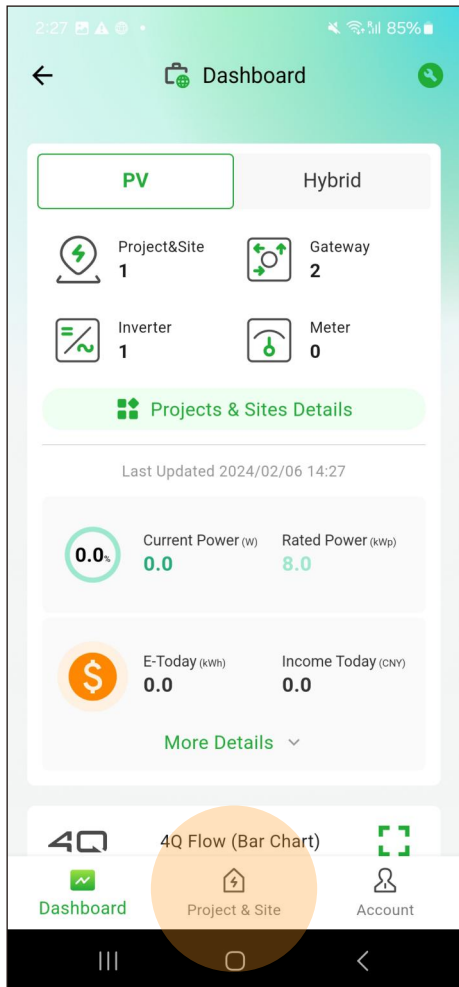 2:27 85%
Dashboard
PV Hybrid
Project&Site
1
Gateway
2
Inverter
1
Meter
0
Projects & Sites Details
Last Updated 2024/02/06 14:27
0.0%
Current Power (W)
0.0
Rated Power (kWp)
8.0
E-Today (kWh)
0.0
Income Today (CNY)
0.0
More Details
4Q 4Q Flow (Bar Chart)
Dashboard Project & Site Account